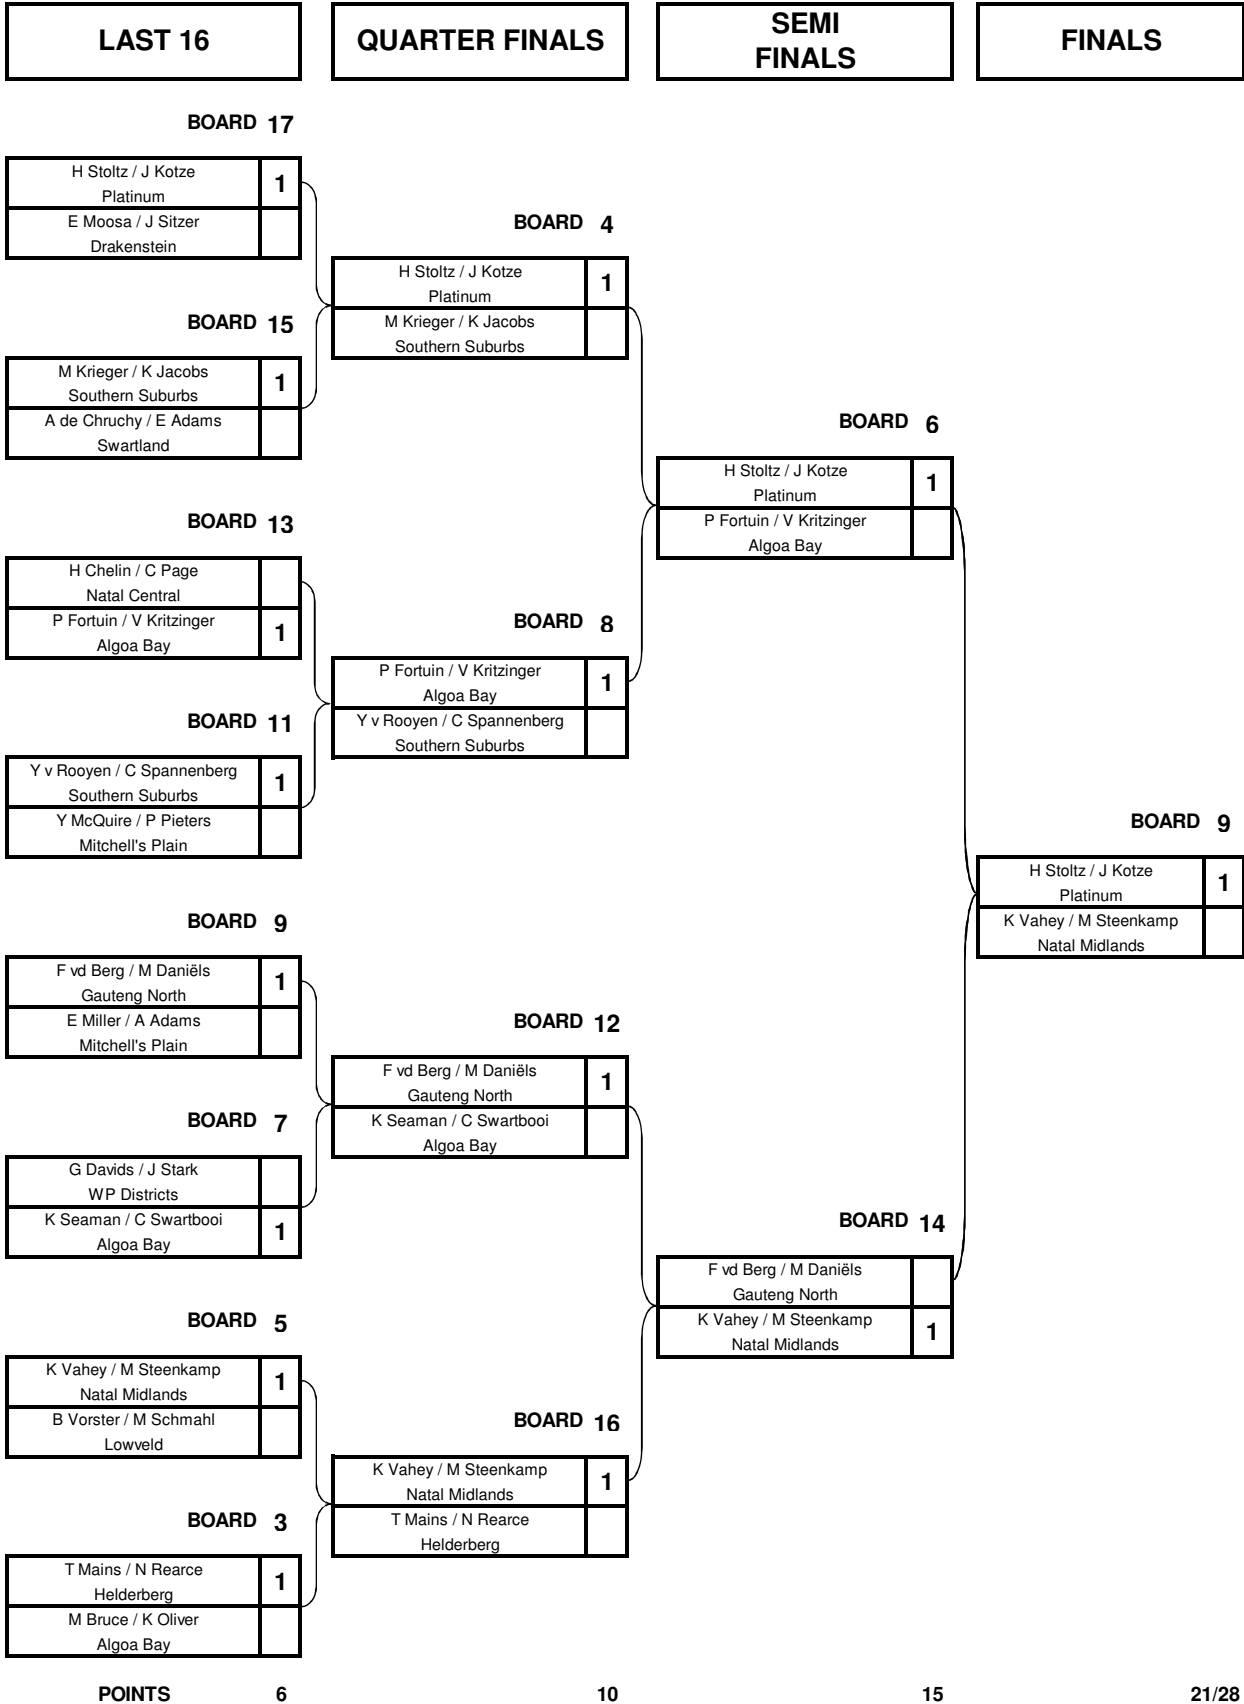 LAST 16
QUARTER FINALS
SEMI
FINALS
FINALS
BOARD 17
H Stoltz / J Kotze
Platinum
1
E Moosa / J Sitzer
Drakenstein
BOARD 15
M Krieger / K Jacobs
Southern Suburbs
1
A de Chruchy / E Adams
Swartland
BOARD 13
H Chelin / C Page
Natal Central
P Fortuin / V Kritzinger
Algoa Bay
1
BOARD 11
Y v Rooyen / C Spannenberg
Southern Suburbs
1
Y McQuire / P Pieters
Mitchell's Plain
BOARD 9
F vd Berg / M Daniëls
Gauteng North
1
E Miller / A Adams
Mitchell's Plain
BOARD 7
G Davids / J Stark
WP Districts
K Seaman / C Swartbooi
Algoa Bay
1
BOARD 5
K Vahey / M Steenkamp
Natal Midlands
1
B Vorster / M Schmahl
Lowveld
BOARD 3
T Mains / N Rearce
Helderberg
1
M Bruce / K Oliver
Algoa Bay
BOARD 4
H Stoltz / J Kotze
Platinum
1
M Krieger / K Jacobs
Southern Suburbs
BOARD 8
P Fortuin / V Kritzinger
Algoa Bay
1
Y v Rooyen / C Spannenberg
Southern Suburbs
BOARD 12
F vd Berg / M Daniëls
Gauteng North
1
K Seaman / C Swartbooi
Algoa Bay
BOARD 16
K Vahey / M Steenkamp
Natal Midlands
1
T Mains / N Rearce
Helderberg
BOARD 6
H Stoltz / J Kotze
Platinum
1
P Fortuin / V Kritzinger
Algoa Bay
BOARD 14
F vd Berg / M Daniëls
Gauteng North
K Vahey / M Steenkamp
Natal Midlands
1
BOARD 9
H Stoltz / J Kotze
Platinum
1
K Vahey / M Steenkamp
Natal Midlands
POINTS 6 10 15 21/28